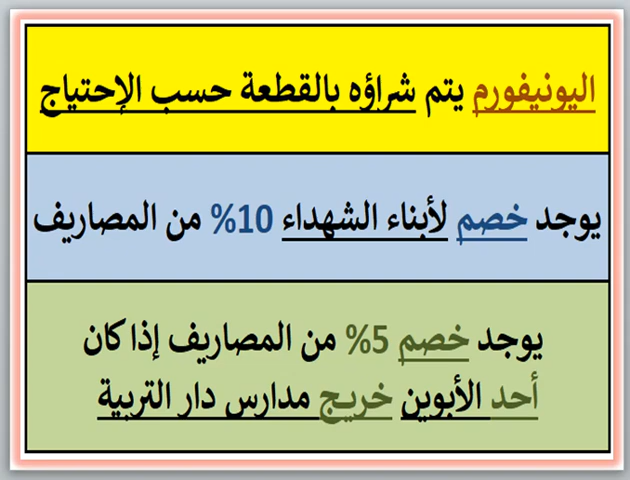 اليونيفورم يتم شراؤه بالقطعة حسب الإحتياج
يوجد خصم لأبناء الشهداء 10% من المصاريف
يوجد خصم 5% من المصاريف إذا كان
أحد الأبوين خريج مدارس دار التربية